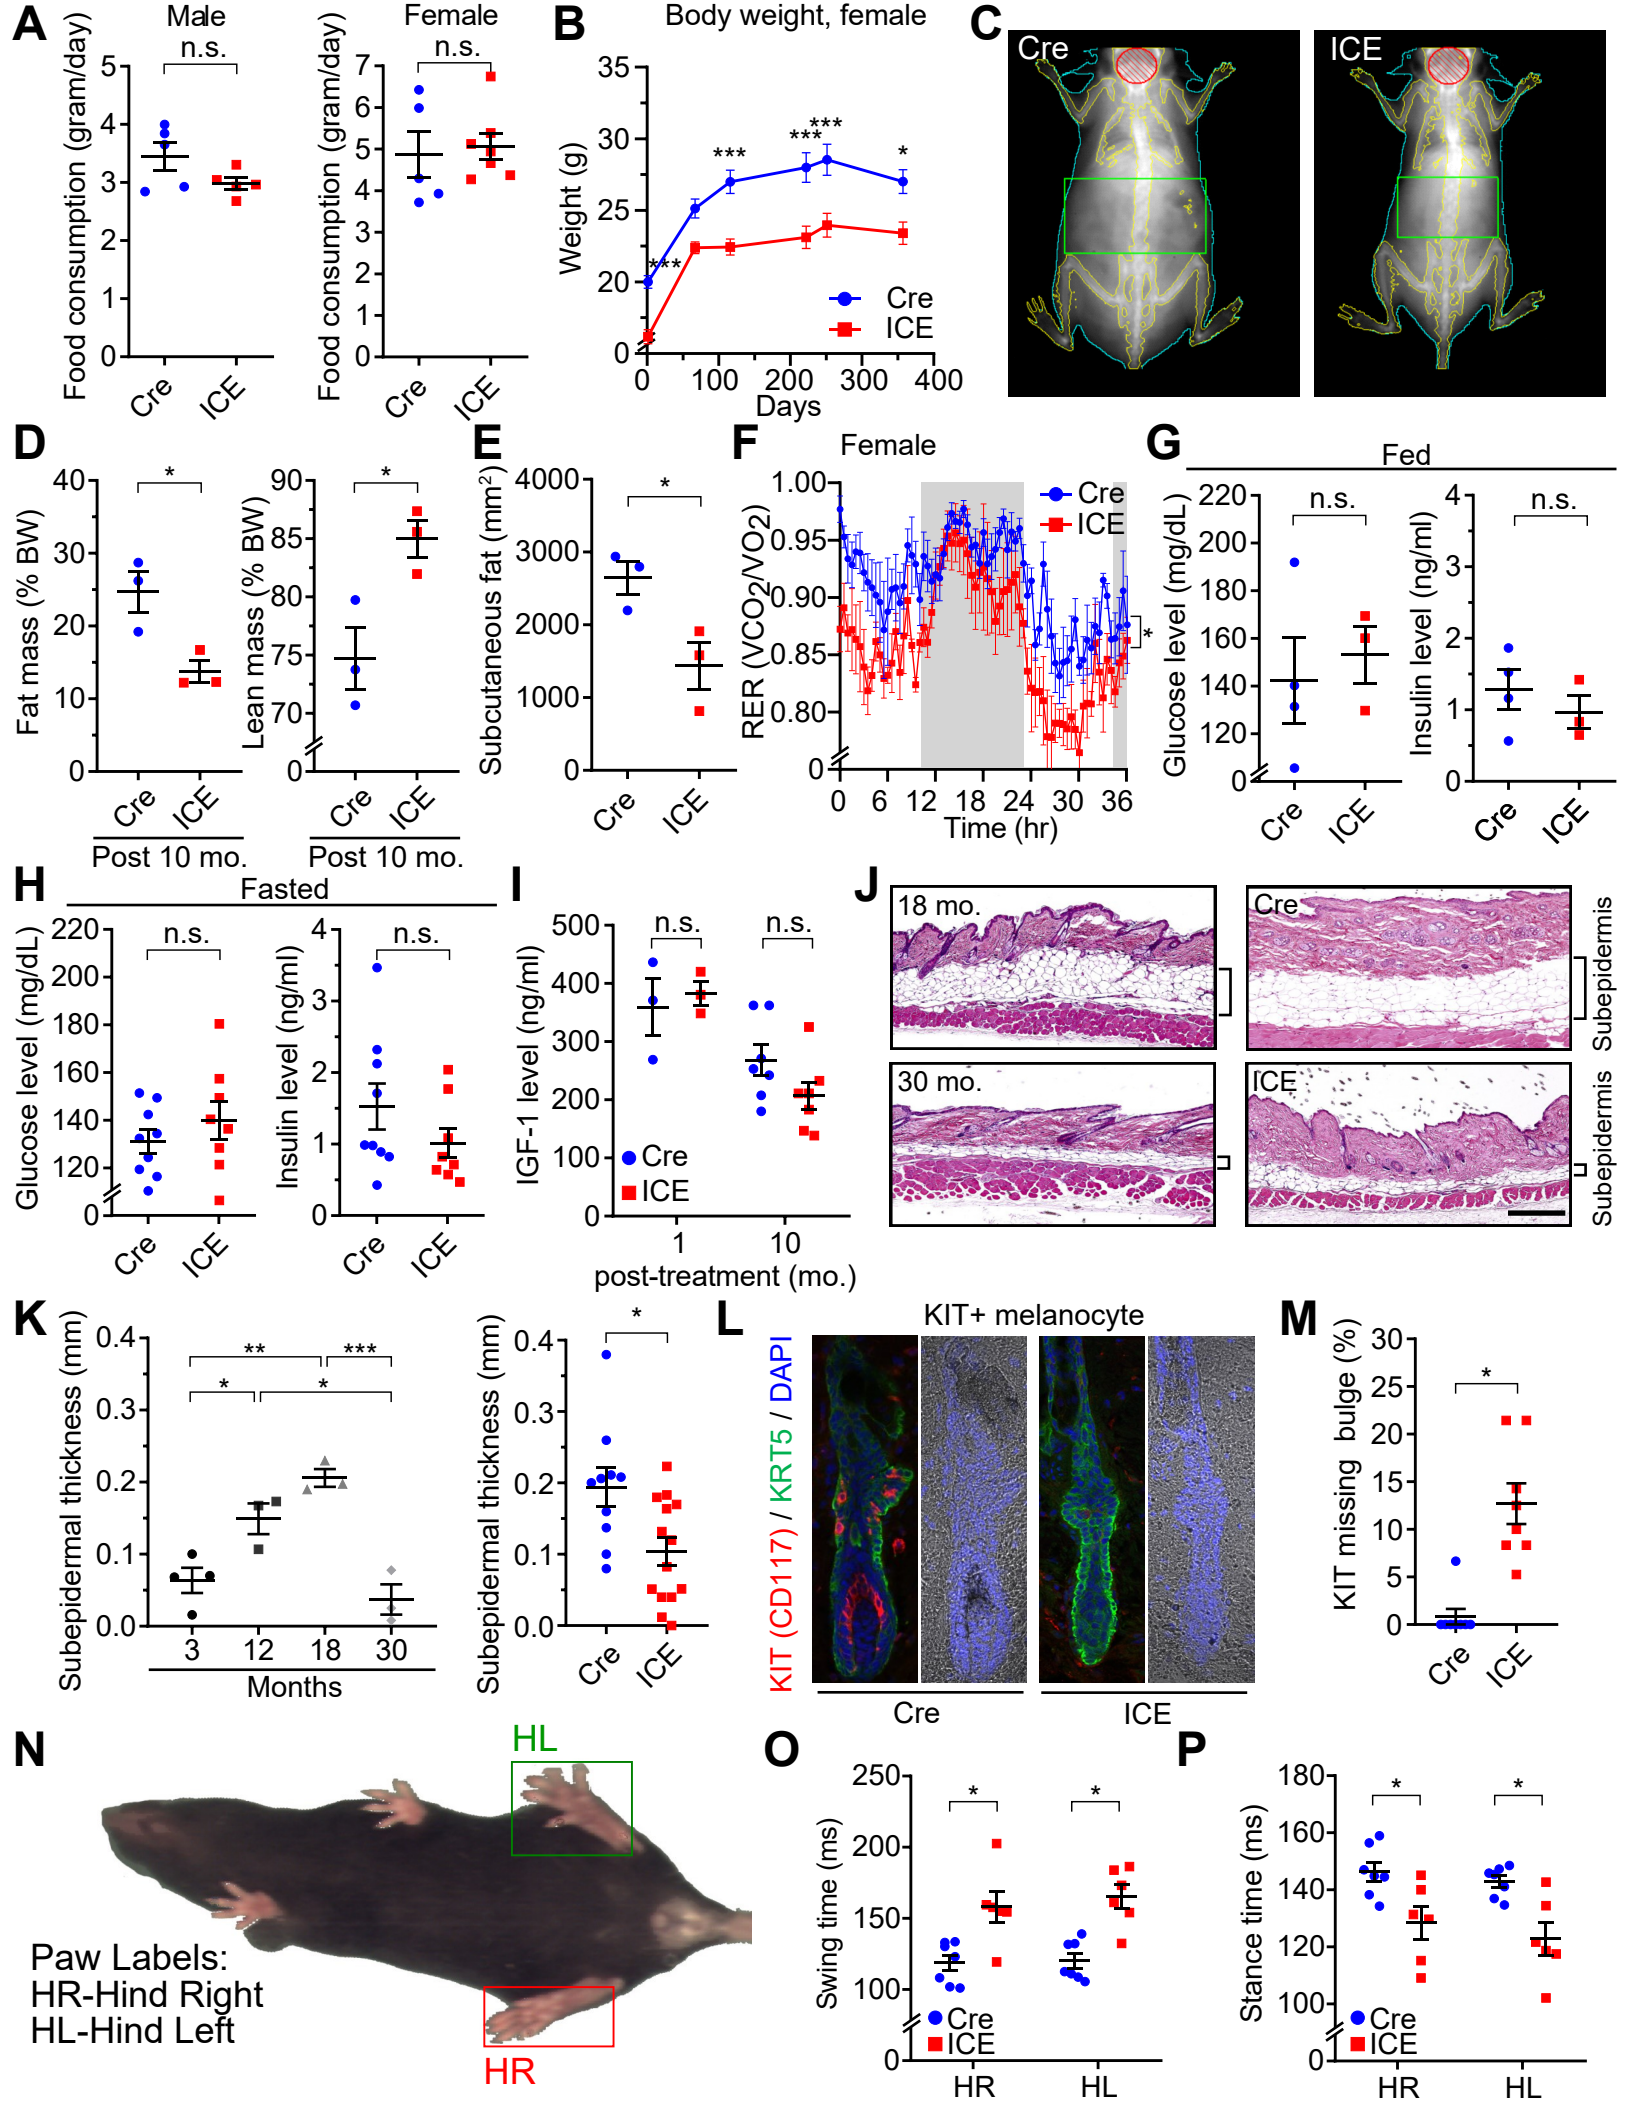 A
Male
n.s.
Food consumption (gram/day)
5
4
3
2
1
0
Cre
ICE
Female
n.s.
Food consumption (gram/day)
7
6
5
4
3
2
1
0
Cre
ICE
B
Body weight, female
Weight (g)
35
30
25
20
0
***
***
***
***
*
Cre
ICE
0
100
200
300
400
Days
C
Cre
ICE
D
Fat mass (% BW)
40
30
20
10
0
*
Cre
ICE
Post 10 mo.
Lean mass (% BW)
90
85
80
75
70
0
*
Cre
ICE
Post 10 mo.
E
Subcutaneous fat (mm²)
4000
3000
2000
1000
0
*
Cre
ICE
F
Female
RER (VCO2/VO2)
1.00
0.95
0.90
0.85
0.80
0
Cre
ICE
*
0
6
12
18
24
30
36
Time (hr)
G
Fed
Glucose level (mg/dL)
220
200
180
160
140
120
0
n.s.
Cre
ICE
Insulin level (ng/ml)
4
3
2
1
0
n.s.
Cre
ICE
H
Fasted
Glucose level (mg/dL)
220
200
180
160
140
120
0
n.s.
Cre
ICE
Insulin level (ng/ml)
4
3
2
1
0
n.s.
Cre
ICE
I
IGF-1 level (ng/ml)
500
400
300
200
100
0
n.s.
n.s.
Cre
ICE
1
10
post-treatment (mo.)
J
18 mo.
Cre
Subepidermis
30 mo.
ICE
Subepidermis
K
Subepidermal thickness (mm)
0.4
0.3
0.2
0.1
0.0
**
***
*
*
3
12
18
30
Months
Subepidermal thickness (mm)
0.4
0.3
0.2
0.1
0.0
*
Cre
ICE
L
KIT+ melanocyte
KIT (CD117) / KRT5 / DAPI
Cre
ICE
M
KIT missing bulge (%)
30
25
20
15
10
5
0
*
Cre
ICE
N
HL
Paw Labels:
HR-Hind Right
HL-Hind Left
HR
O
Swing time (ms)
250
200
150
100
0
*
*
Cre
ICE
HR
HL
P
Stance time (ms)
180
160
140
120
100
0
*
*
Cre
ICE
HR
HL